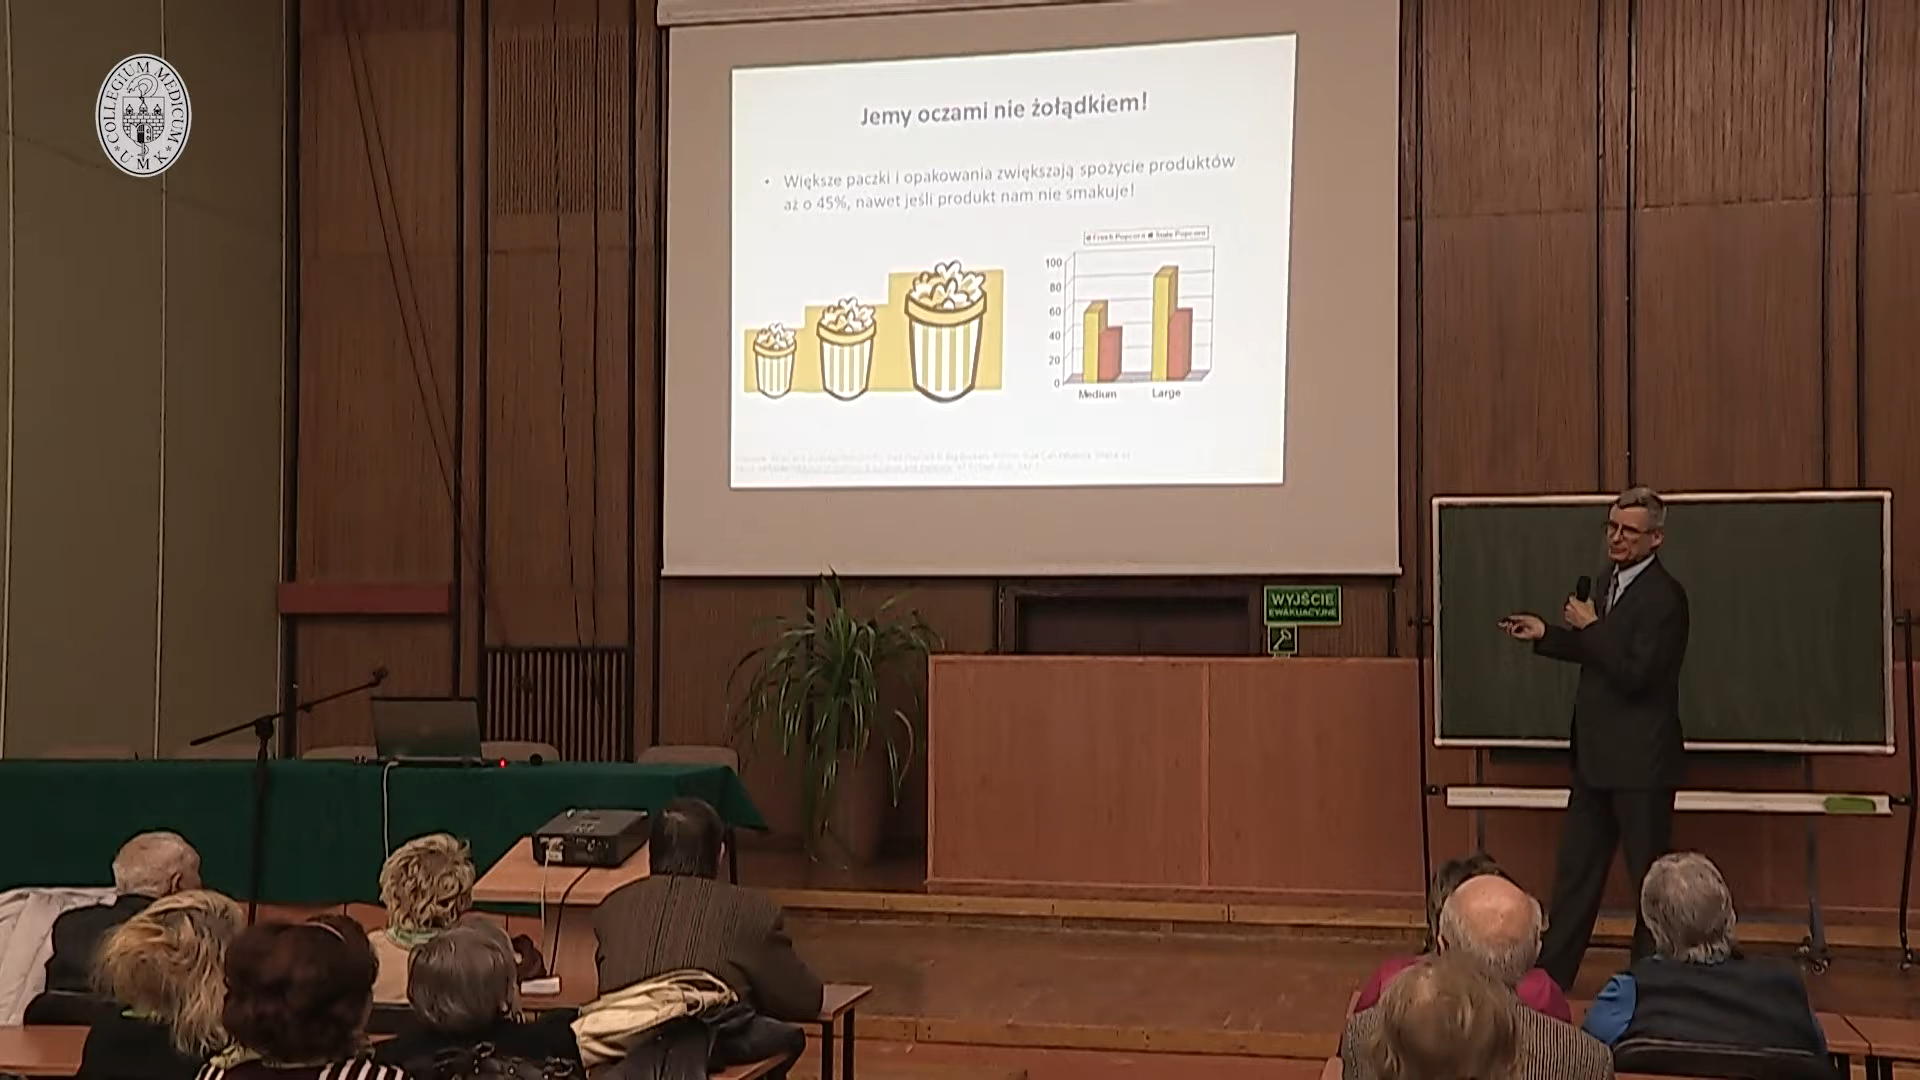 COLLEGIUM MEDICUM
UMK
Jemy oczami nie żołądkiem!
• Większe paczki i opakowania zwiększają spożycie produktów
aż o 45%, nawet jeśli produkt nam nie smakuje!
Fresh Popcorn Stale Popcorn
100
80
60
40
20
0
Medium Large
WYJŚCIE
EWAKUACYJNE